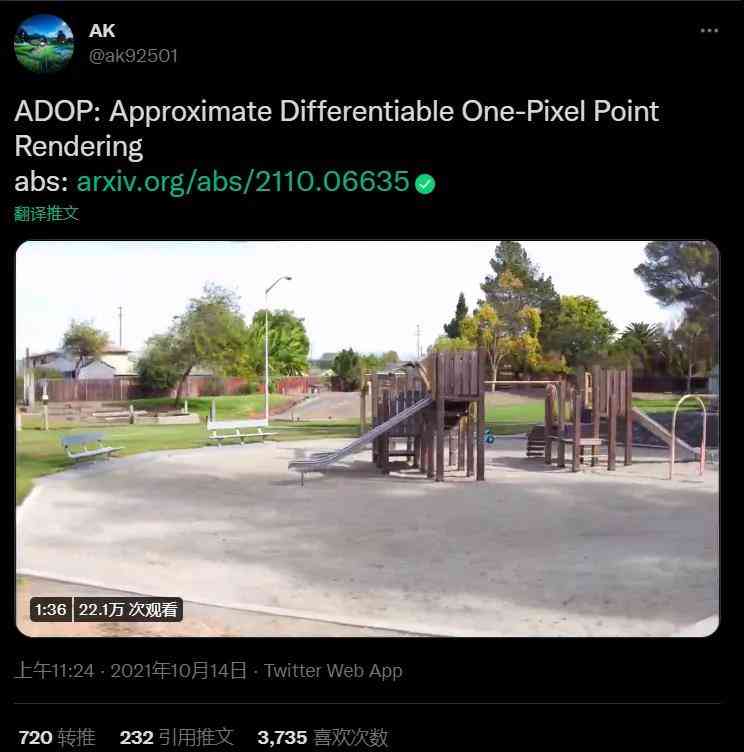 AK
@ak92501
ADOP: Approximate Differentiable One-Pixel Point
Rendering
abs: arxiv.org/abs/2110.06635
翻译推文
1:36 22.1万 次观看
上午11:24 · 2021年10月14日 · Twitter Web App
720 转推 232 引用推文 3,735 喜欢次数